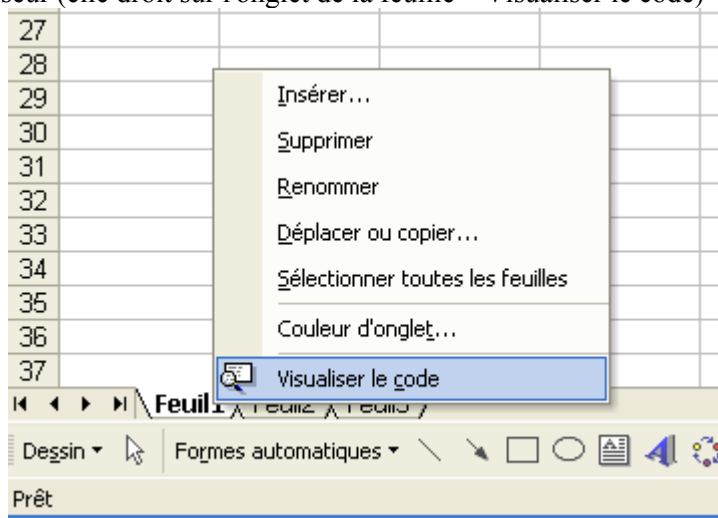 27
28
29
30
31
32
33
34
35
36
37
Insérer...
Supprimer
Renommer
Déplacer ou copier...
Sélectionner toutes les feuilles
Couleur d'onglet...
Visualiser le code
Feuil1
Dessin
Formes automatiques
Prêt